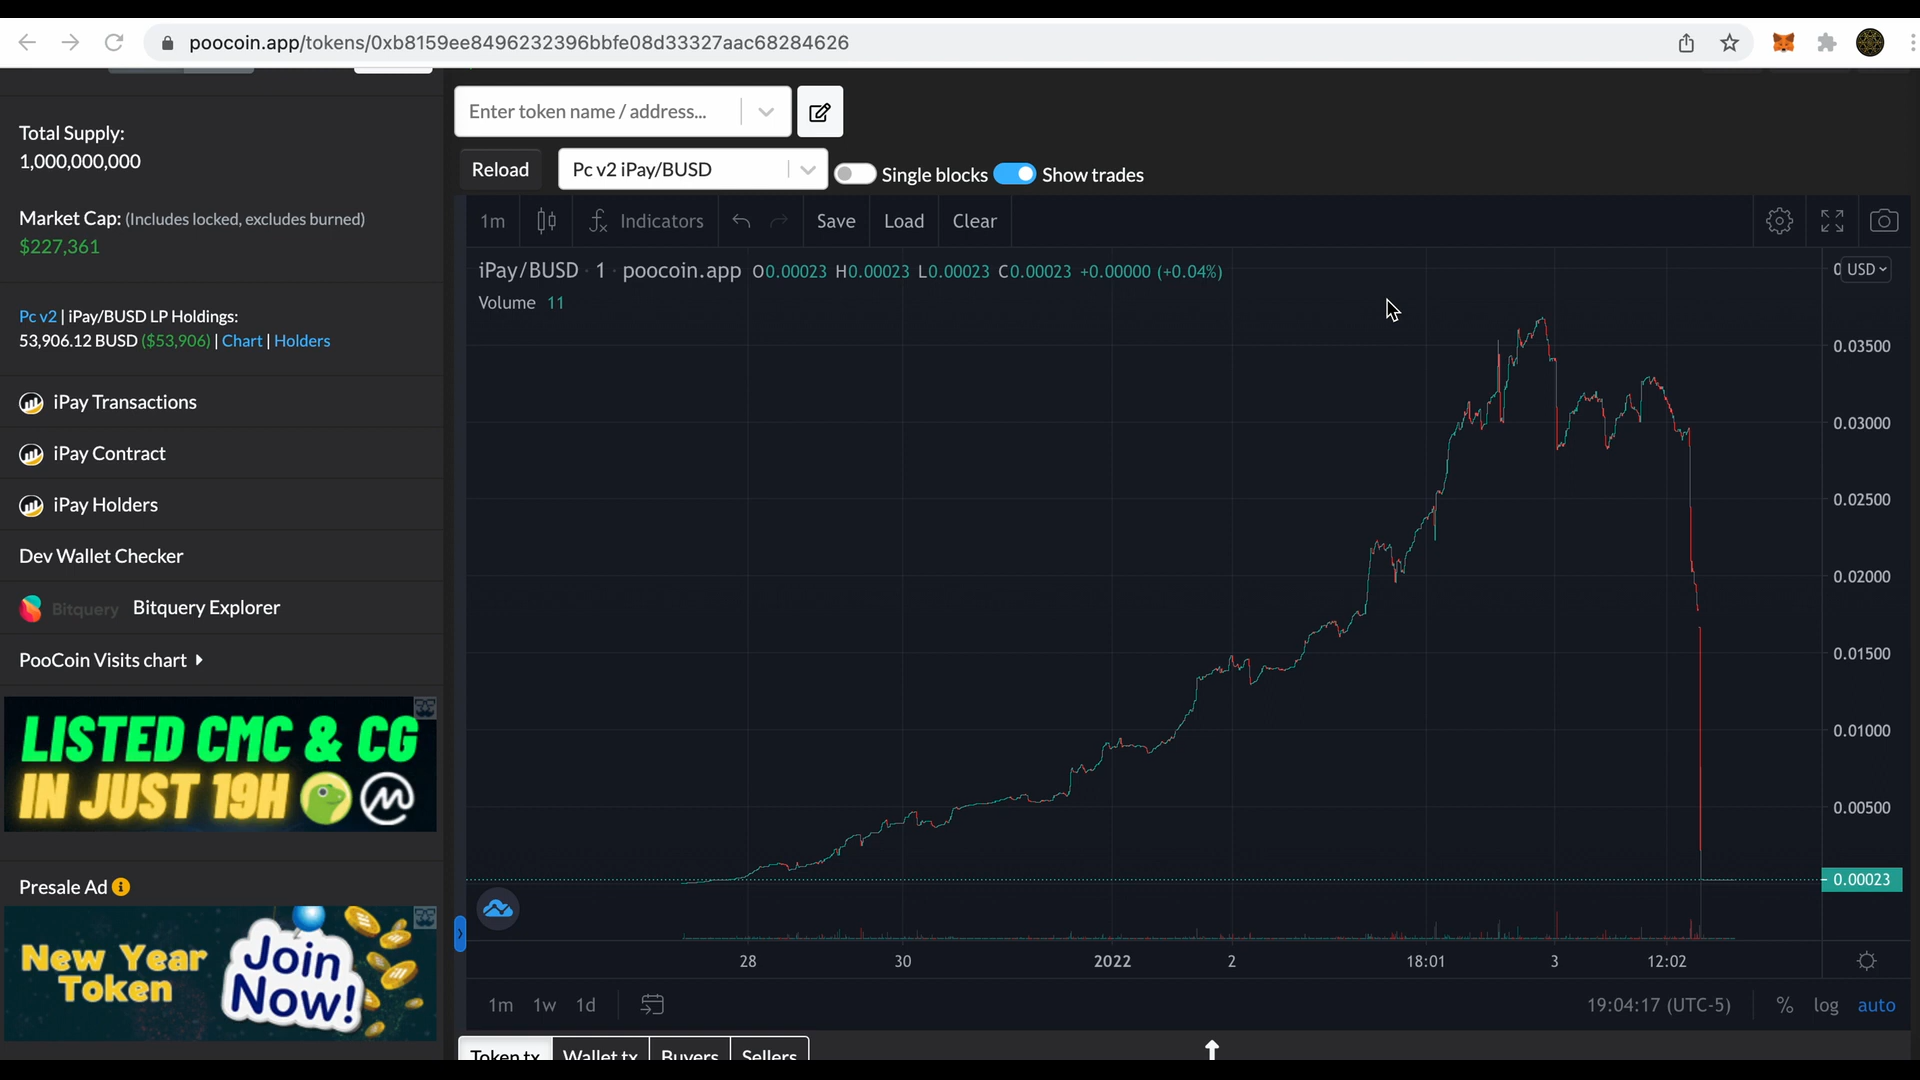 poocoin.app/tokens/0xb8159ee8496232396bbfe08d33327aac68284626
Total Supply:
1,000,000,000
Market Cap: (Includes locked, excludes burned)
$227,361
Pc v2 | iPay/BUSD LP Holdings:
53,906.12 BUSD ($53,906) | Chart | Holders
iPay Transactions
iPay Contract
iPay Holders
Dev Wallet Checker
Bitquery Bitquery Explorer
PooCoin Visits chart
LISTED CMC & CG
IN JUST 19H
Presale Ad
New Year
Token
Join
Now!
Enter token name / address...
Reload
Pc v2 iPay/BUSD
Single blocks
Show trades
1m
Indicators
Save
Load
Clear
iPay/BUSD · 1 · poocoin.app O0.00023 H0.00023 L0.00023 C0.00023 +0.00000 (+0.04%)
Volume 11
0
USD
0.03500
0.03000
0.02500
0.02000
0.01500
0.01000
0.00500
0.00023
28
30
2022
2
18:01
3
12:02
1m
1w
1d
19:04:17 (UTC-5)
%
log
auto
Token tx
Wallet tx
Buyers
Sellers